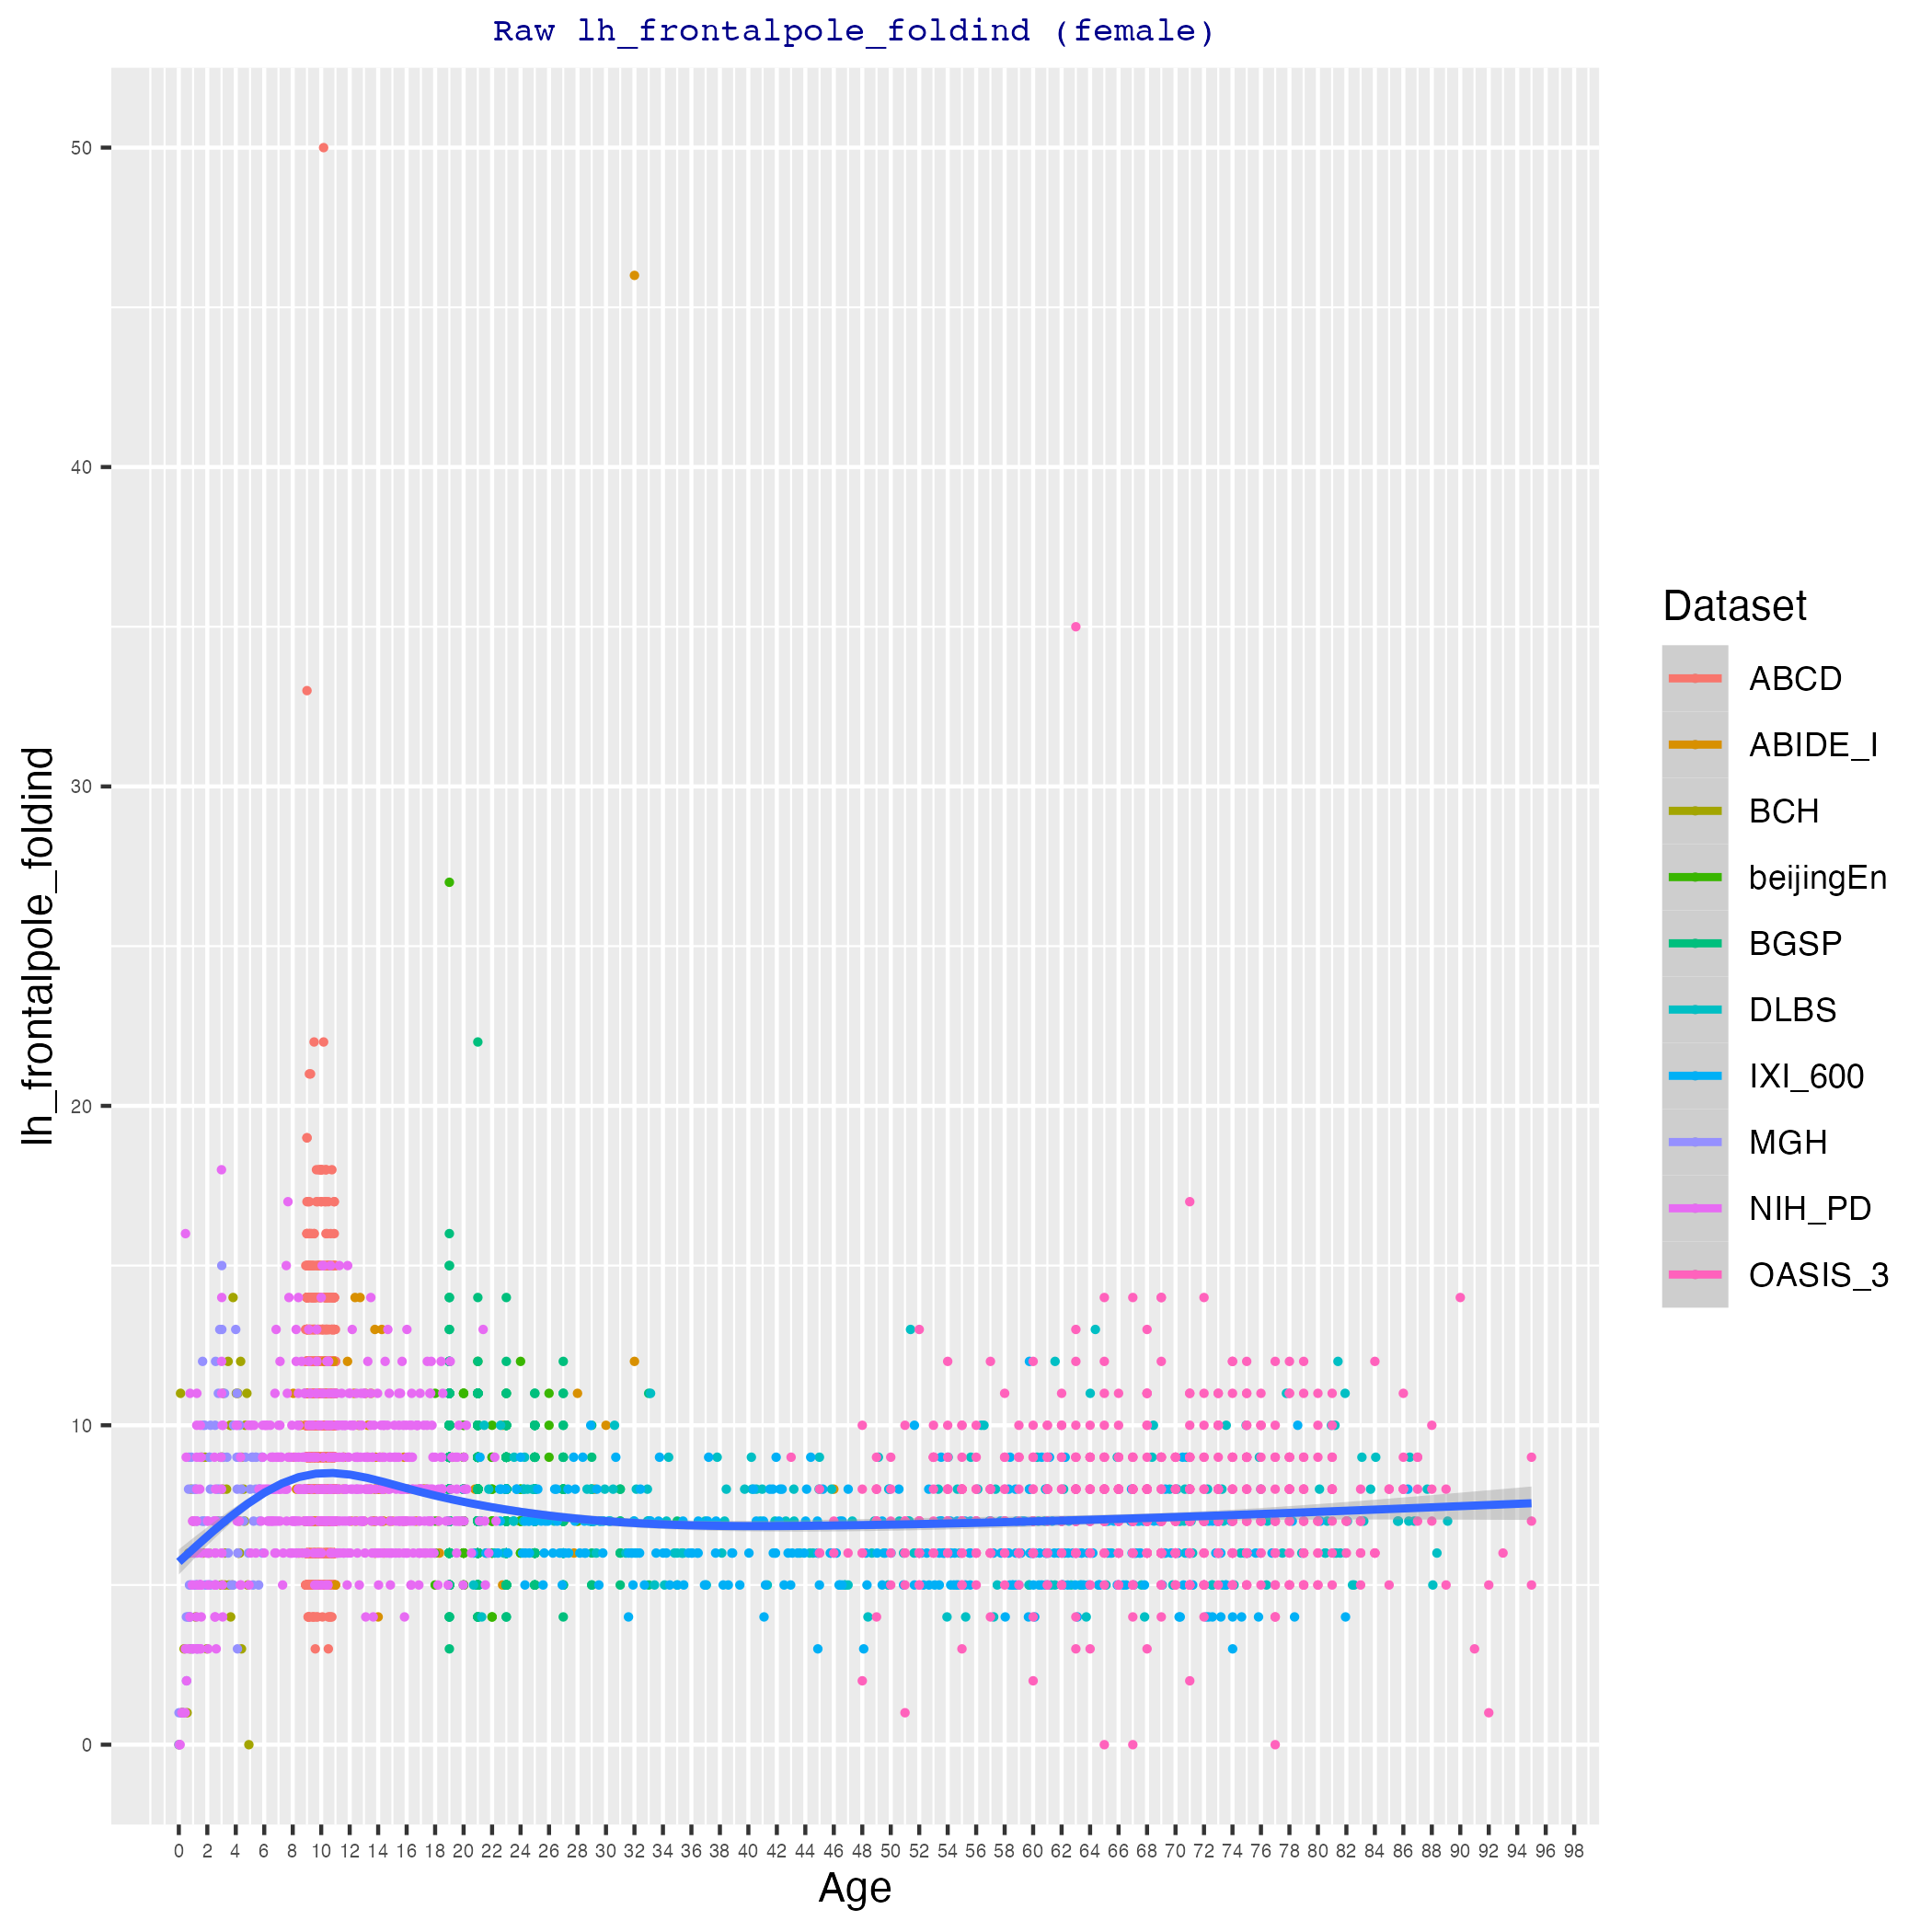 Raw lh_frontalpole_foldind (female)
lh_frontalpole_foldind
50
40
30
20
10
0
0 2 4 6 8 10 12 14 16 18 20 22 24 26 28 30 32 34 36 38 40 42 44 46 48 50 52 54 56 58 60 62 64 66 68 70 72 74 76 78 80 82 84 86 88 90 92 94 96 98
Age
Dataset
ABCD
ABIDE_I
BCH
beijingEn
BGSP
DLBS
IXI_600
MGH
NIH_PD
OASIS_3